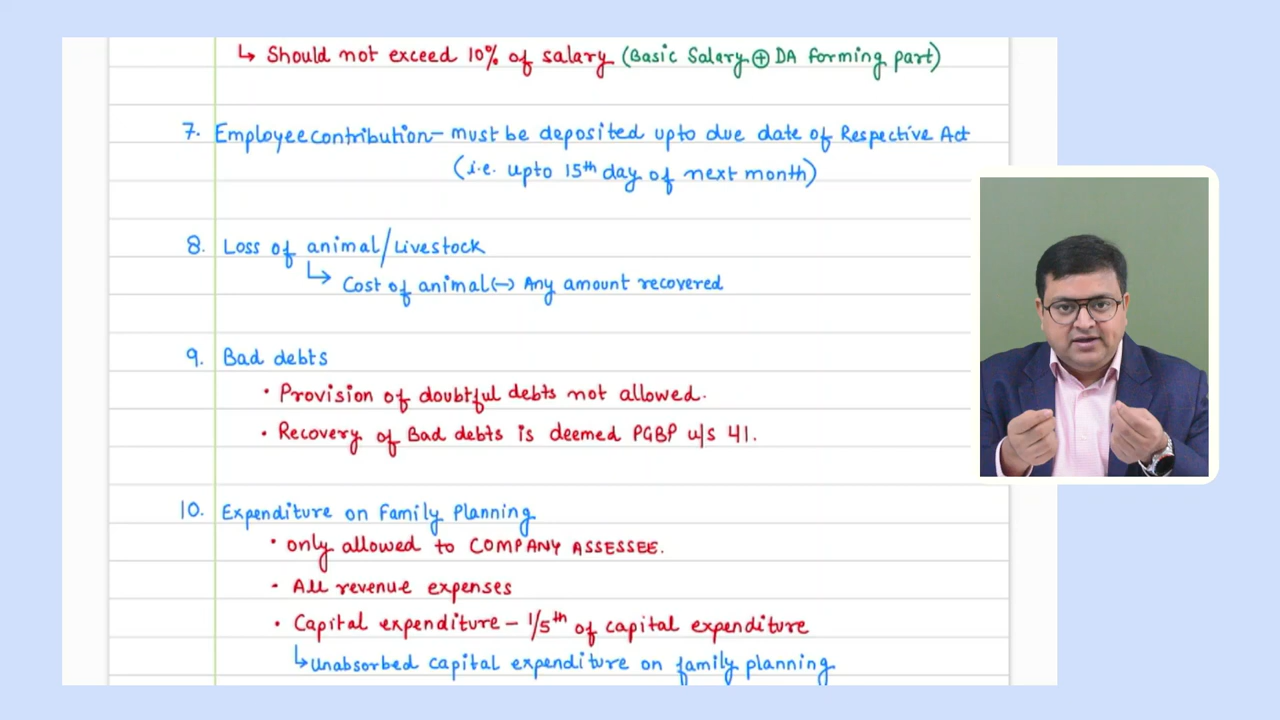 ↳ Should not exceed 10% of salary (Basic Salary ⊕ DA forming part)
7. Employee contribution – must be deposited upto due date of Respective Act
(i.e. upto 15th day of next month)
8. Loss of animal/Livestock
↳ Cost of animal (-) Any amount recovered
9. Bad debts
• Provision of doubtful debts not allowed.
• Recovery of Bad debts is deemed PGBP u/s 41.
10. Expenditure on Family Planning
• only allowed to COMPANY ASSESSEE.
• All revenue expenses
• Capital expenditure – 1/5th of capital expenditure
↳ Unabsorbed capital expenditure on family planning